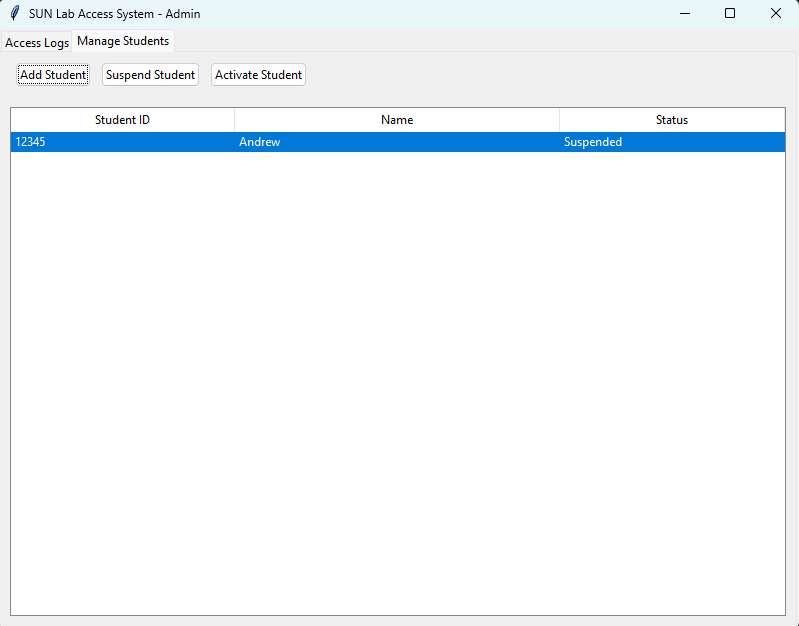 SUN Lab Access System - Admin
Access Logs Manage Students
Add Student Suspend Student Activate Student
Student ID Name Status
12345 Andrew Suspended